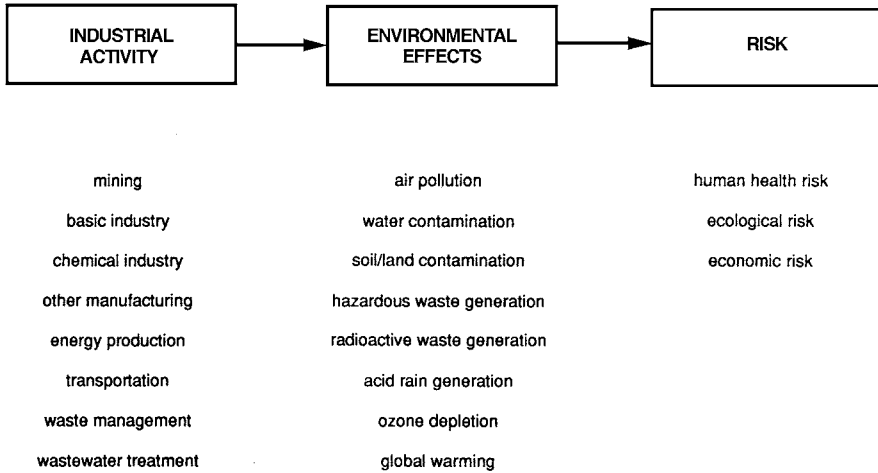 INDUSTRIAL
ACTIVITY
ENVIRONMENTAL
EFFECTS
RISK
mining
basic industry
chemical industry
other manufacturing
energy production
transportation
waste management
wastewater treatment
air pollution
water contamination
soil/land contamination
hazardous waste generation
radioactive waste generation
acid rain generation
ozone depletion
global warming
human health risk
ecological risk
economic risk